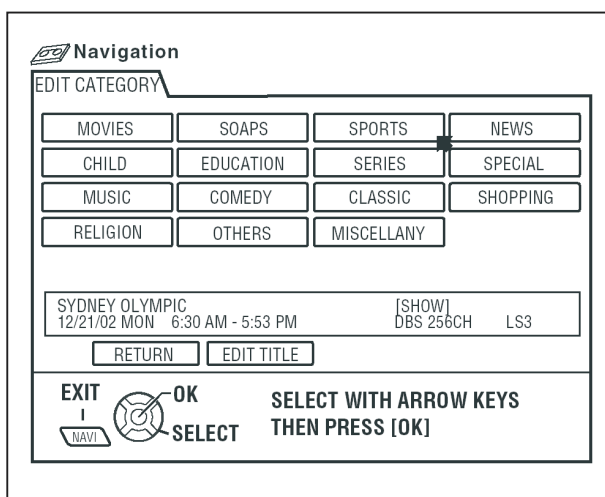 Navigation
EDIT CATEGORY
MOVIES SOAPS SPORTS NEWS
CHILD EDUCATION SERIES SPECIAL
MUSIC COMEDY CLASSIC SHOPPING
RELIGION OTHERS MISCELLANY
SYDNEY OLYMPIC [SHOW]
12/21/02 MON 6:30 AM - 5:53 PM DBS 256CH LS3
RETURN EDIT TITLE
EXIT OK SELECT WITH ARROW KEYS
NAVI SELECT THEN PRESS [OK]